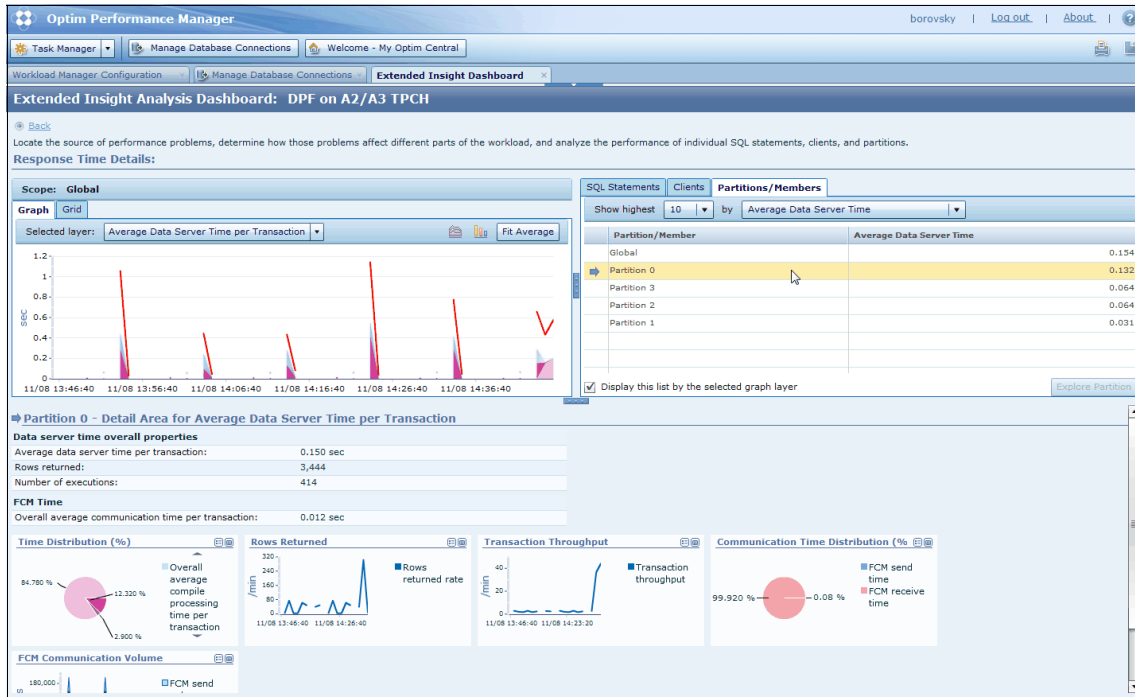 Optim Performance Manager
borovsky | Log out | About | ?
Task Manager Manage Database Connections Welcome - My Optim Central
Workload Manager Configuration Manage Database Connections Extended Insight Dashboard ×
Extended Insight Analysis Dashboard: DPF on A2/A3 TPCH
Back
Locate the source of performance problems, determine how those problems affect different parts of the workload, and analyze the performance of individual SQL statements, clients, and partitions.
Response Time Details:
Scope: Global
Graph Grid
Selected layer: Average Data Server Time per Transaction Fit Average
1.2
1
0.8
0.6
0.4
0.2
0
sec
11/08 13:46:40 11/08 13:56:40 11/08 14:06:40 11/08 14:16:40 11/08 14:26:40 11/08 14:36:40
SQL Statements Clients Partitions/Members
Show highest 10 by Average Data Server Time
Partition/Member Average Data Server Time
Global 0.154
Partition 0 0.132
Partition 3 0.064
Partition 2 0.064
Partition 1 0.031
Display this list by the selected graph layer Explore Partition
Partition 0 - Detail Area for Average Data Server Time per Transaction
Data server time overall properties
Average data server time per transaction: 0.150 sec
Rows returned: 3,444
Number of executions: 414
FCM Time
Overall average communication time per transaction: 0.012 sec
Time Distribution (%)
84.780 %
12.320 %
2.900 %
Overall
average
compile
processing
time per
transaction
Rows Returned
320
240
160
80
0
/min
11/08 13:46:40 11/08 14:26:40
Rows
returned rate
Transaction Throughput
40
20
0
/min
11/08 13:46:40 11/08 14:23:20
Transaction
throughput
Communication Time Distribution (%
99.920 %
0.08 %
FCM send
time
FCM receive
time
FCM Communication Volume
180,000
FCM send